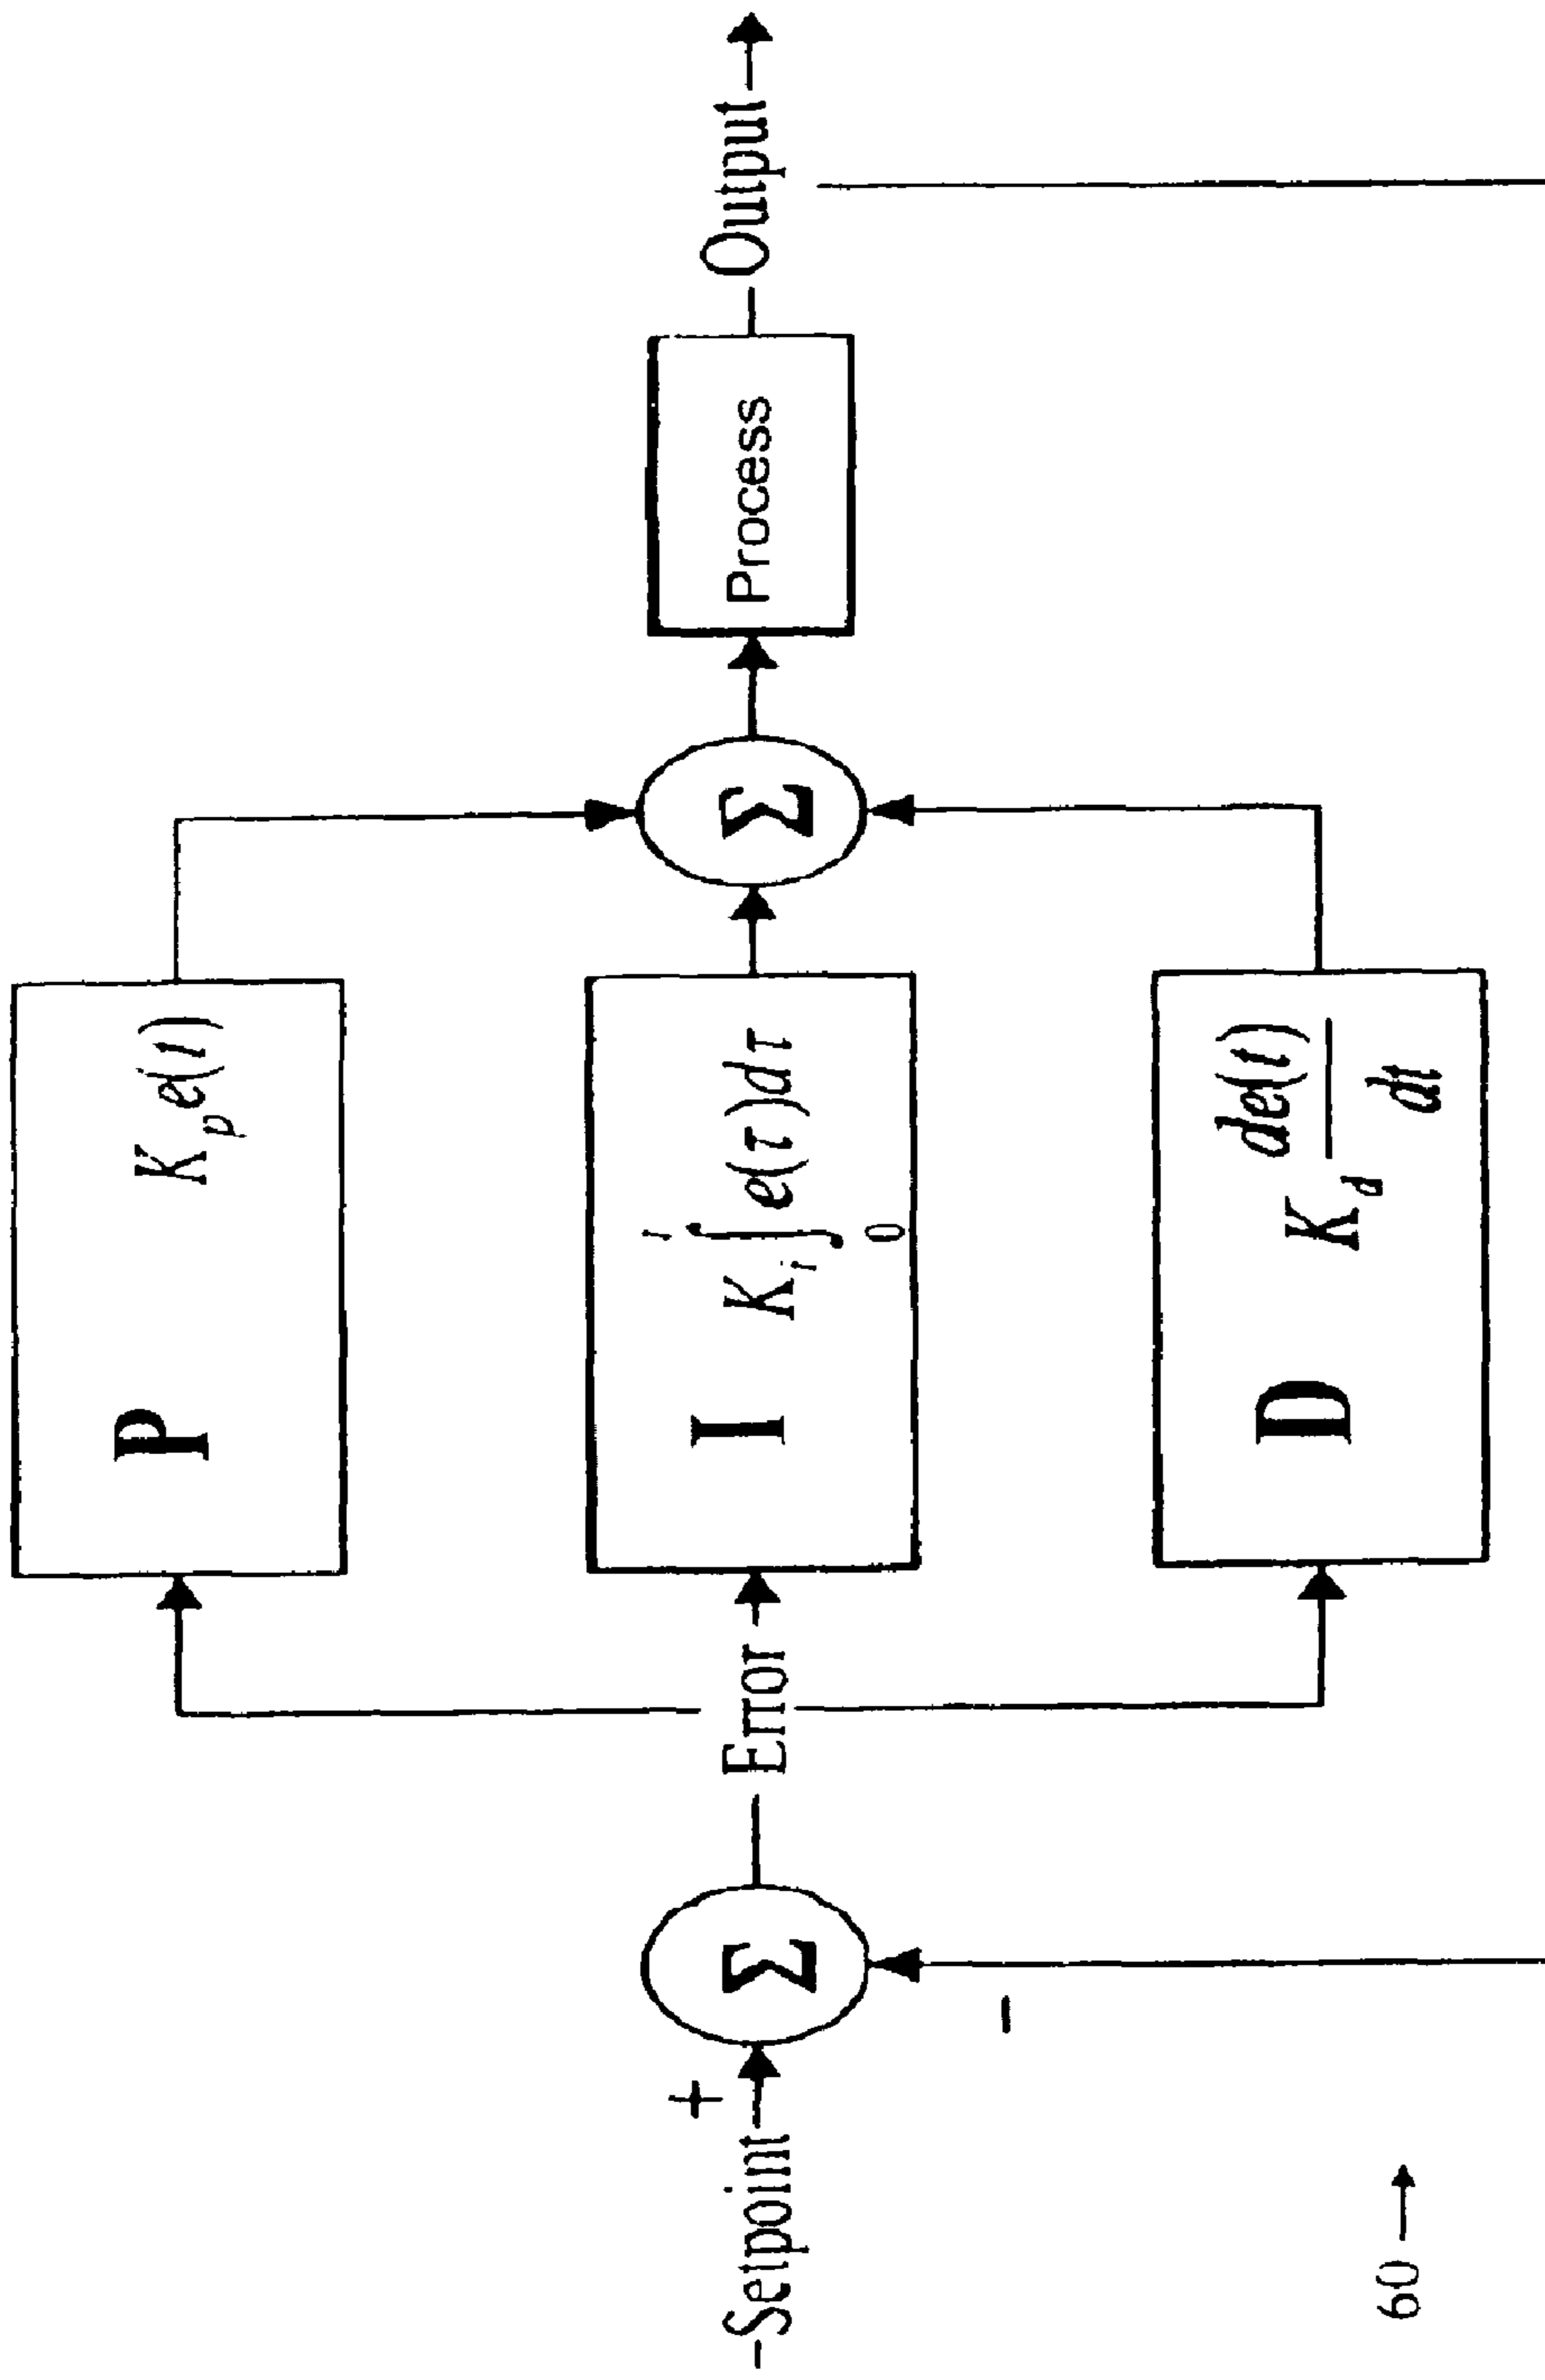 P K_p e(t)
Setpoint + Σ Error I K_i ∫_0^t e(τ)dτ Σ Process Output
-
D K_d de(t)/dt
60